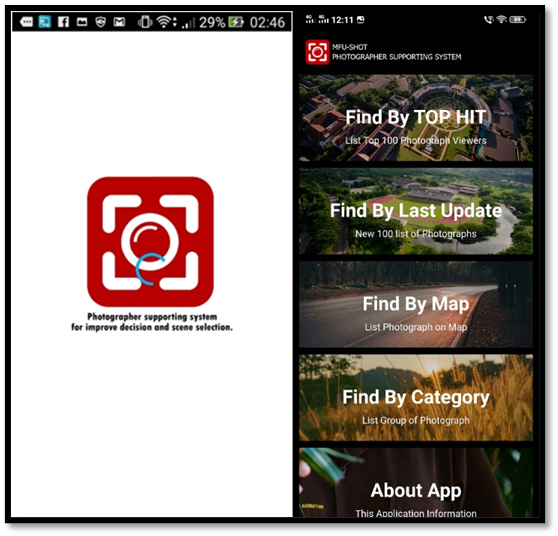 29% 02:46
Photographer supporting system
for improve decision and scene selection.
12:11
MFU-SHOT
PHOTOGRAPHER SUPPORTING SYSTEM
Find By TOP HIT
List Top 100 Photograph Viewers
Find By Last Update
New 100 list of Photographs
Find By Map
List Photograph on Map
Find By Category
List Group of Photograph
About App
This Application Information